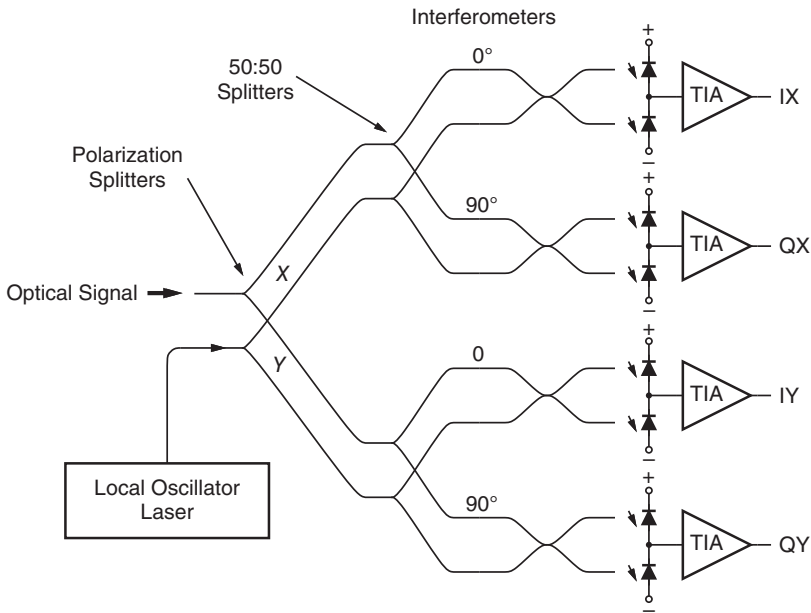 Interferometers
50:50
Splitters
Polarization
Splitters
Optical Signal
Local Oscillator
Laser
X
Y
0°
90°
0
90°
+
TIA
IX
−
+
TIA
QX
−
+
TIA
IY
−
+
TIA
QY
−